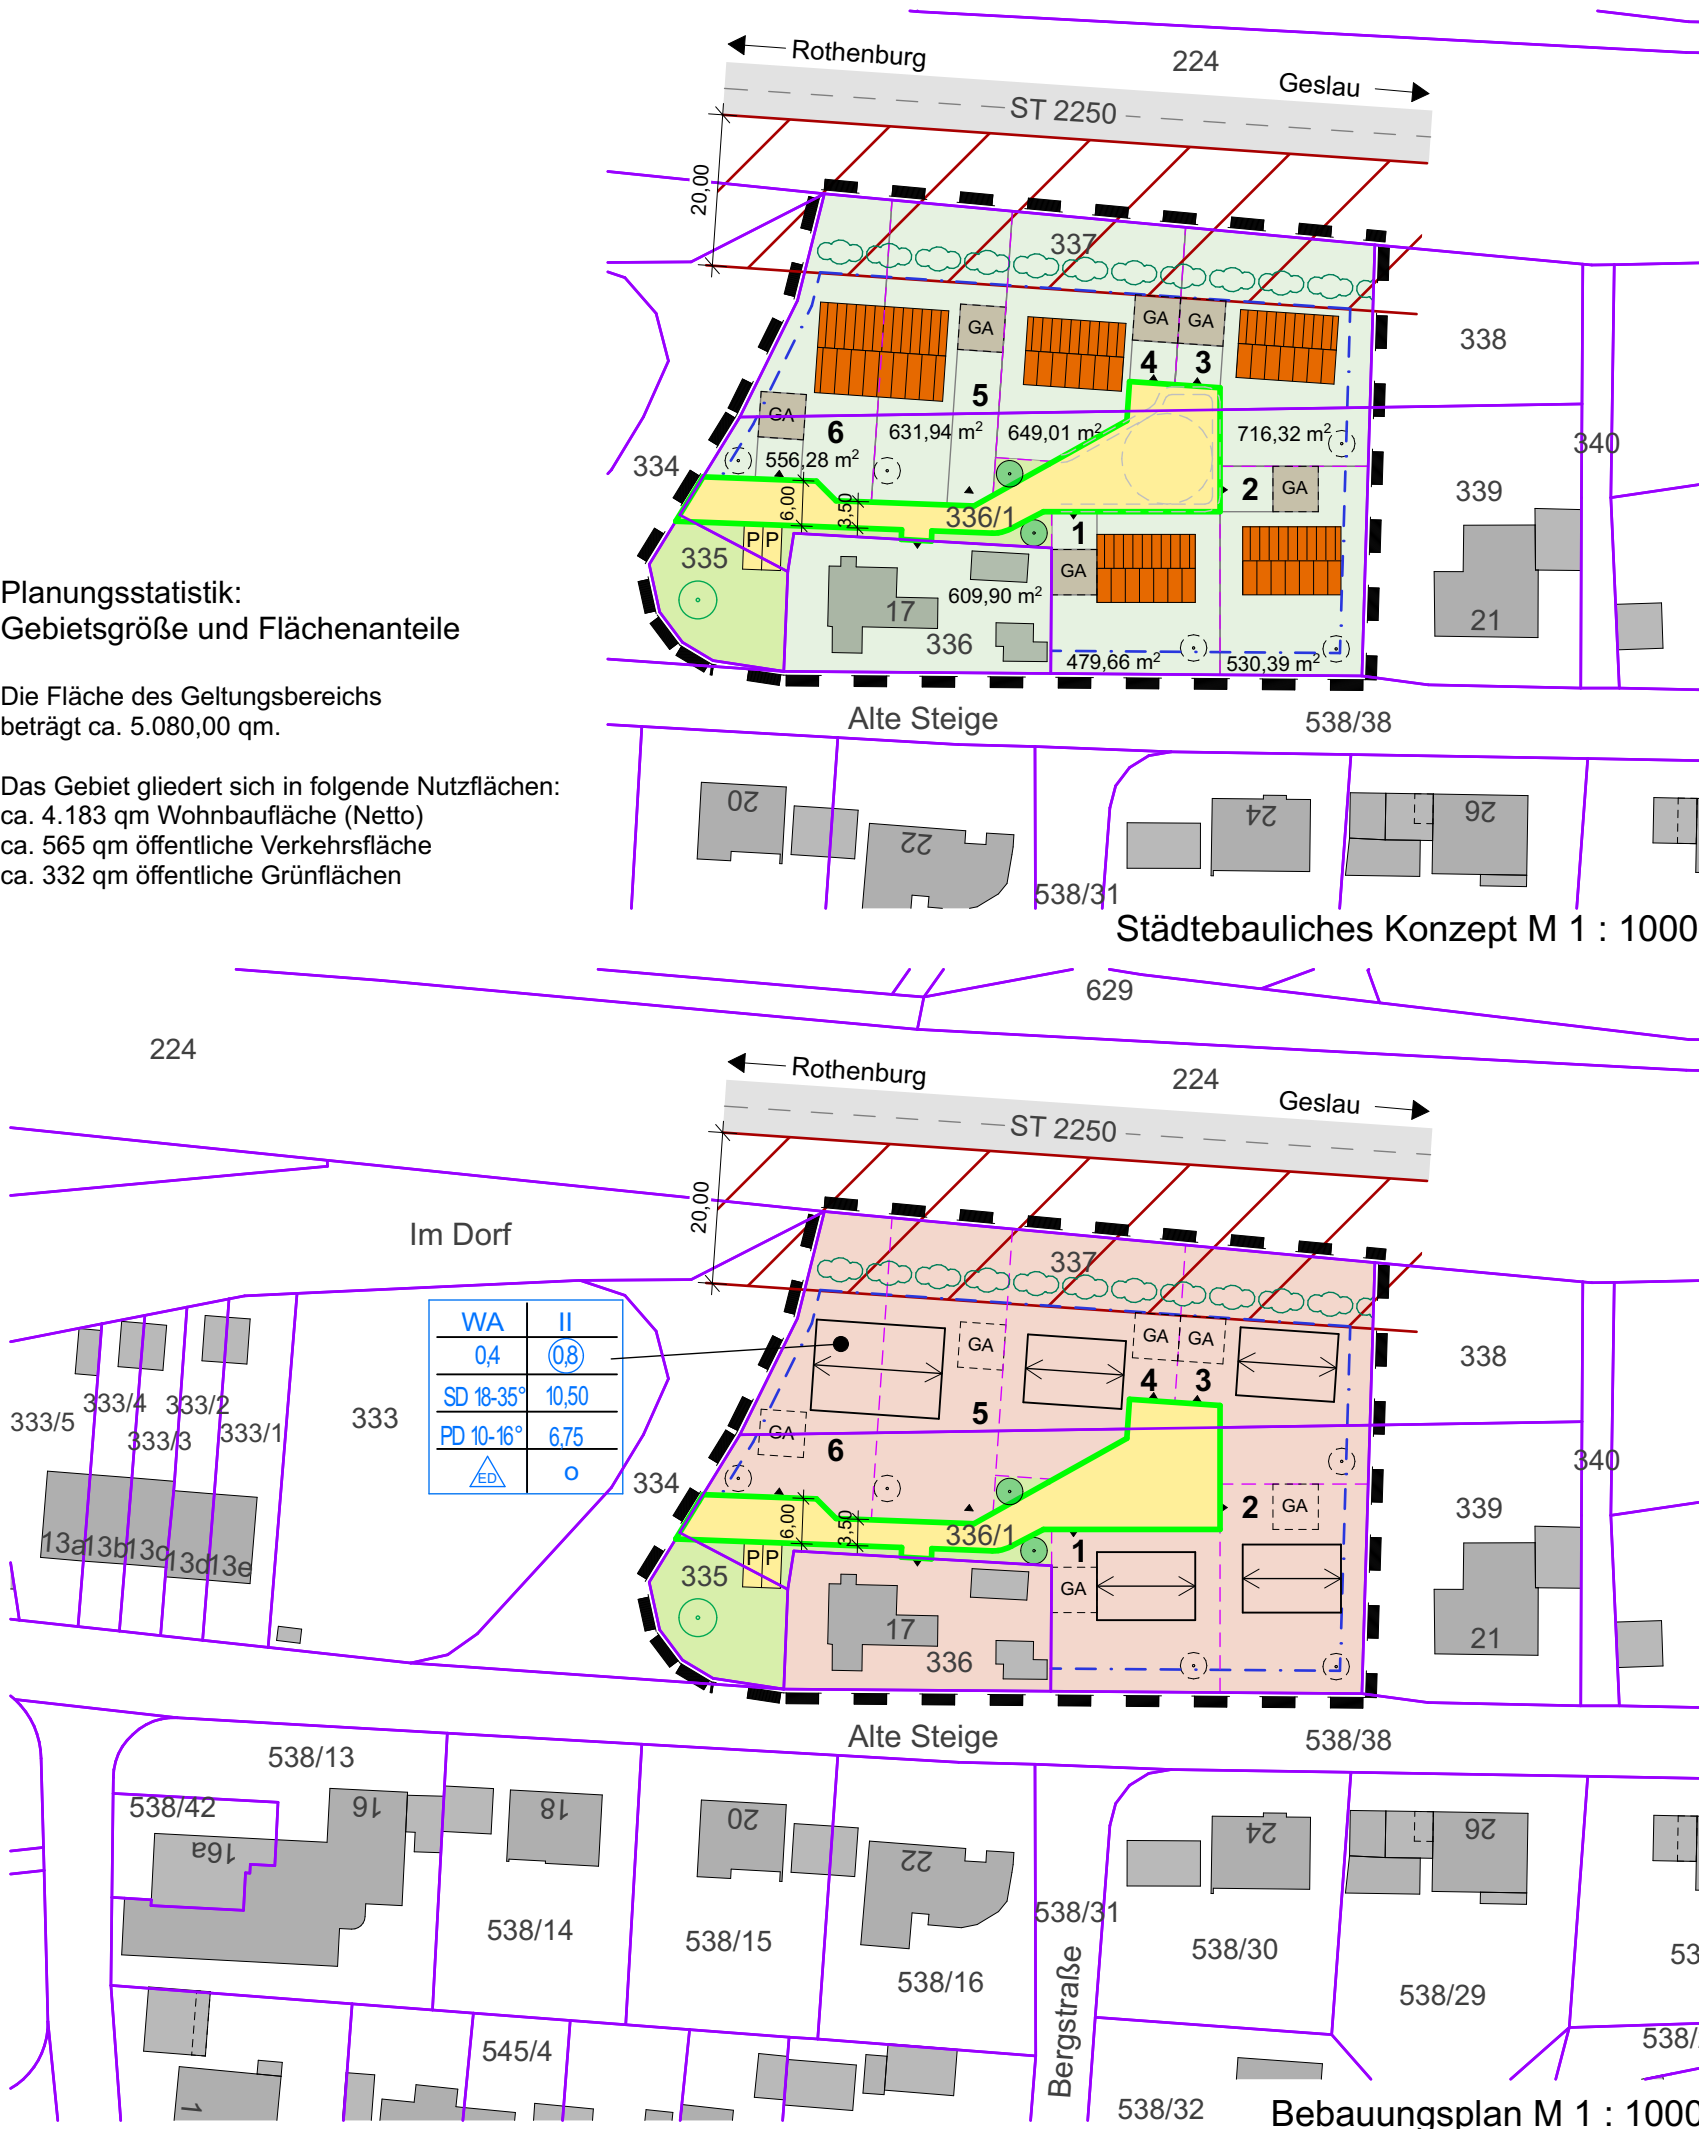 Rothenburg
224
Geslau
ST 2250
20,00
337
GA
GA
GA
338
4
3
5
GA
6
631,94 m²
649,01 m²
716,32 m²
340
334
556,28 m²
6,00
3,50
2
GA
339
336/1
1
P P
335
GA
609,90 m²
17
21
336
479,66 m²
530,39 m²
Planungsstatistik:
Gebietsgröße und Flächenanteile
Die Fläche des Geltungsbereichs
beträgt ca. 5.080,00 qm.
Das Gebiet gliedert sich in folgende Nutzflächen:
ca. 4.183 qm Wohnbaufläche (Netto)
ca. 565 qm öffentliche Verkehrsfläche
ca. 332 qm öffentliche Grünflächen
Alte Steige
538/38
20
22
24
26
538/31
Städtebauliches Konzept M 1 : 1000
629
224
Rothenburg
224
Geslau
ST 2250
20,00
Im Dorf
337
WA II
0,4 0,8
SD 18-35° 10,50
PD 10-16° 6,75
ED o
GA
GA
GA
338
4
3
5
GA
6
333/5
333/4
333/3
333/2
333/1
333
334
340
6,00
3,50
2
GA
339
336/1
1
P P
335
GA
13a
13b
13c
13d
13e
17
21
336
Alte Steige
538/38
538/13
538/42
16
16a
18
20
22
24
26
538/14
538/15
538/16
538/31
538/30
538/29
53
Bergstraße
545/4
538/
1
538/32
Bebauungsplan M 1 : 1000